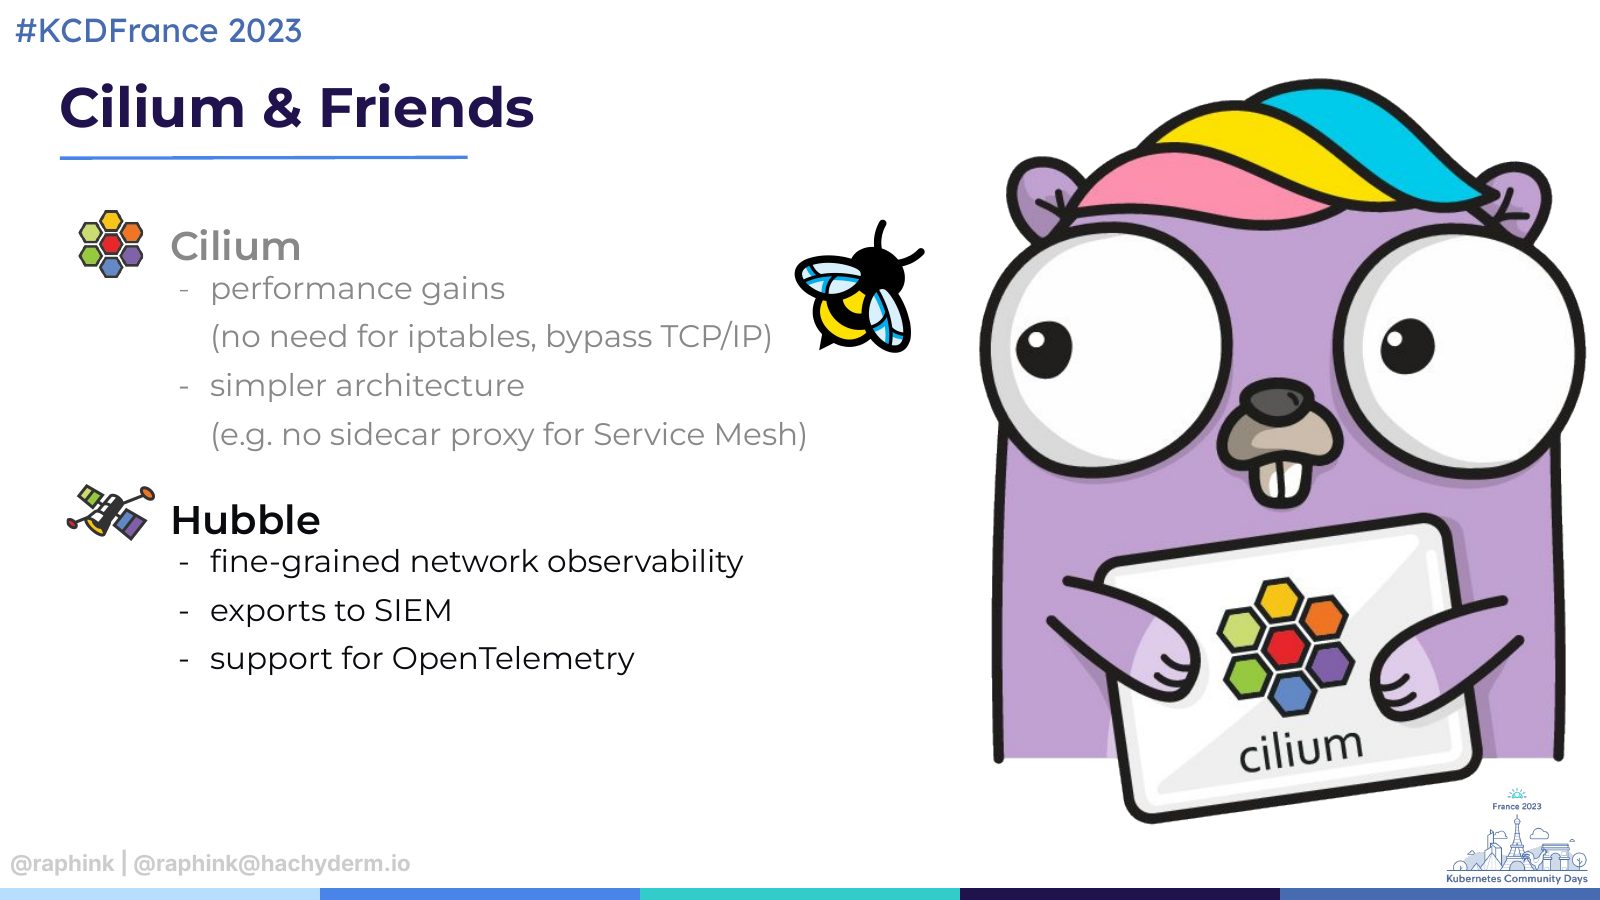 #KCDFrance 2023
Cilium & Friends
Cilium
- performance gains
(no need for iptables, bypass TCP/IP)
- simpler architecture
(e.g. no sidecar proxy for Service Mesh)
Hubble
- fine-grained network observability
- exports to SIEM
- support for OpenTelemetry
cilium
France 2023
Kubernetes Community Days
@raphink | @raphink@hachyderm.io